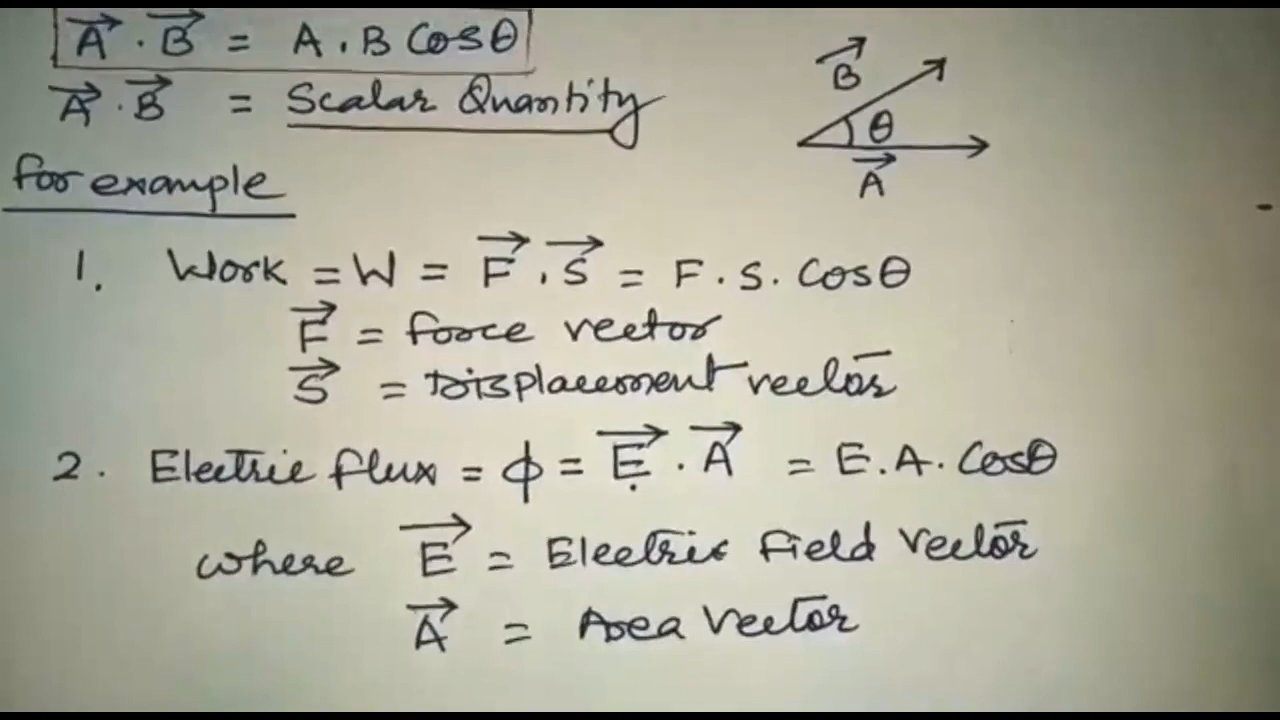 A⃗ . B⃗ = A . B Cosθ
A⃗ . B⃗ = Scalar Quantity
B⃗
θ
A⃗
for example
1. Work = W = F⃗ . S⃗ = F . S. Cosθ
F⃗ = force vector
S⃗ = Displacement vector
2. Electric flux = ϕ = E⃗ . A⃗ = E . A. Cosθ
where E⃗ = Electric field vector
A⃗ = Area Vector